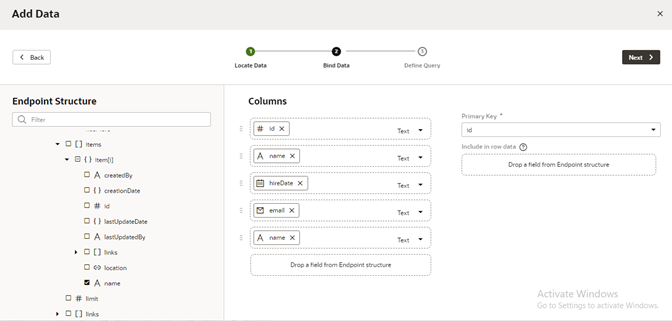 Add Data
Back
1
2
3
Next
Locate Data
Bind Data
Define Query
Endpoint Structure
Filter
items
item[i]
createdBy
creationDate
id
lastUpdateDate
lastUpdatedBy
links
location
name
limit
links
Columns
id
Text
name
Text
hireDate
Text
email
Text
name
Text
Drop a field from Endpoint structure
Primary Key *
id
Include in row data
Drop a field from Endpoint structure
Activate Windows
Go to Settings to activate Windows.